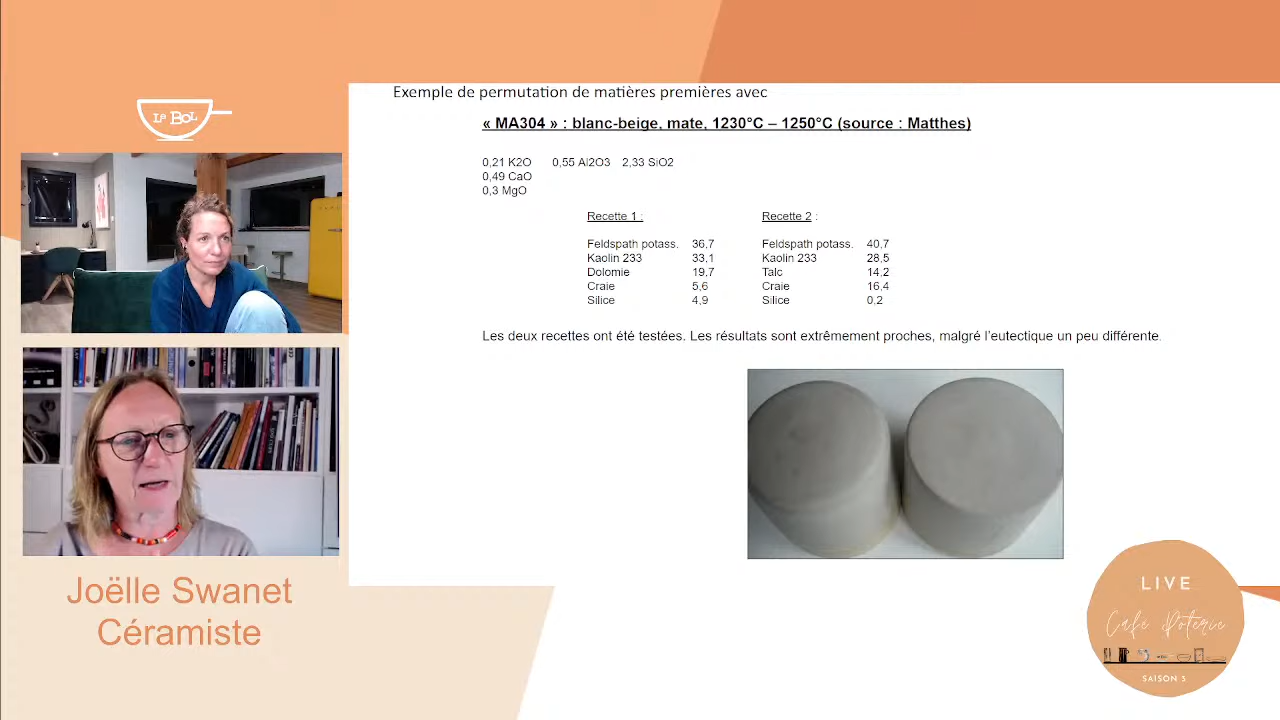 Exemple de permutation de matières premières avec
« MA304 » : blanc-beige, mate, 1230°C – 1250°C (source : Matthes)
0,21 K2O 0,55 Al2O3 2,33 SiO2
0,49 CaO
0,3 MgO
Recette 1 : Recette 2 :
Feldspath potass. 36,7 Feldspath potass. 40,7
Kaolin 233 33,1 Kaolin 233 28,5
Dolomie 19,7 Talc 14,2
Craie 5,6 Craie 16,4
Silice 4,9 Silice 0,2
Les deux recettes ont été testées. Les résultats sont extrêmement proches, malgré l'eutectique un peu différente.
Le BOL
Joëlle Swanet
Céramiste
LIVE
Café Poterie
SAISON 3